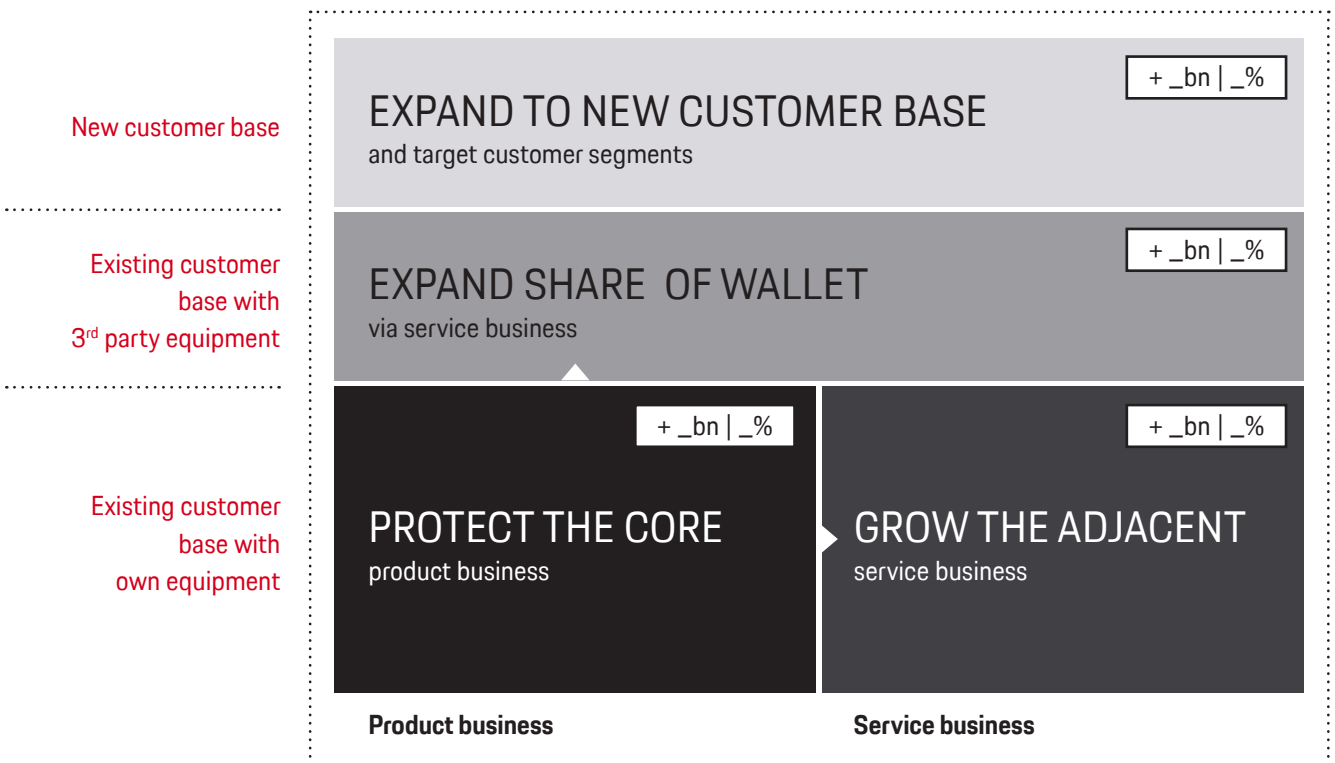 New customer base
EXPAND TO NEW CUSTOMER BASE
and target customer segments
+ _bn | _%
Existing customer
base with
3rd party equipment
EXPAND SHARE OF WALLET
via service business
+ _bn | _%
Existing customer
base with
own equipment
PROTECT THE CORE
product business
+ _bn | _%
GROW THE ADJACENT
service business
+ _bn | _%
Product business
Service business